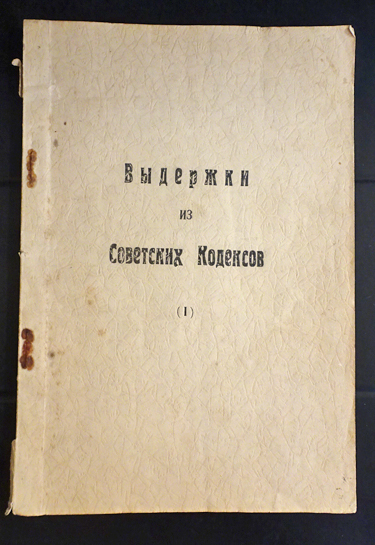 Выдержки
из
Советских Кодексов
(I)